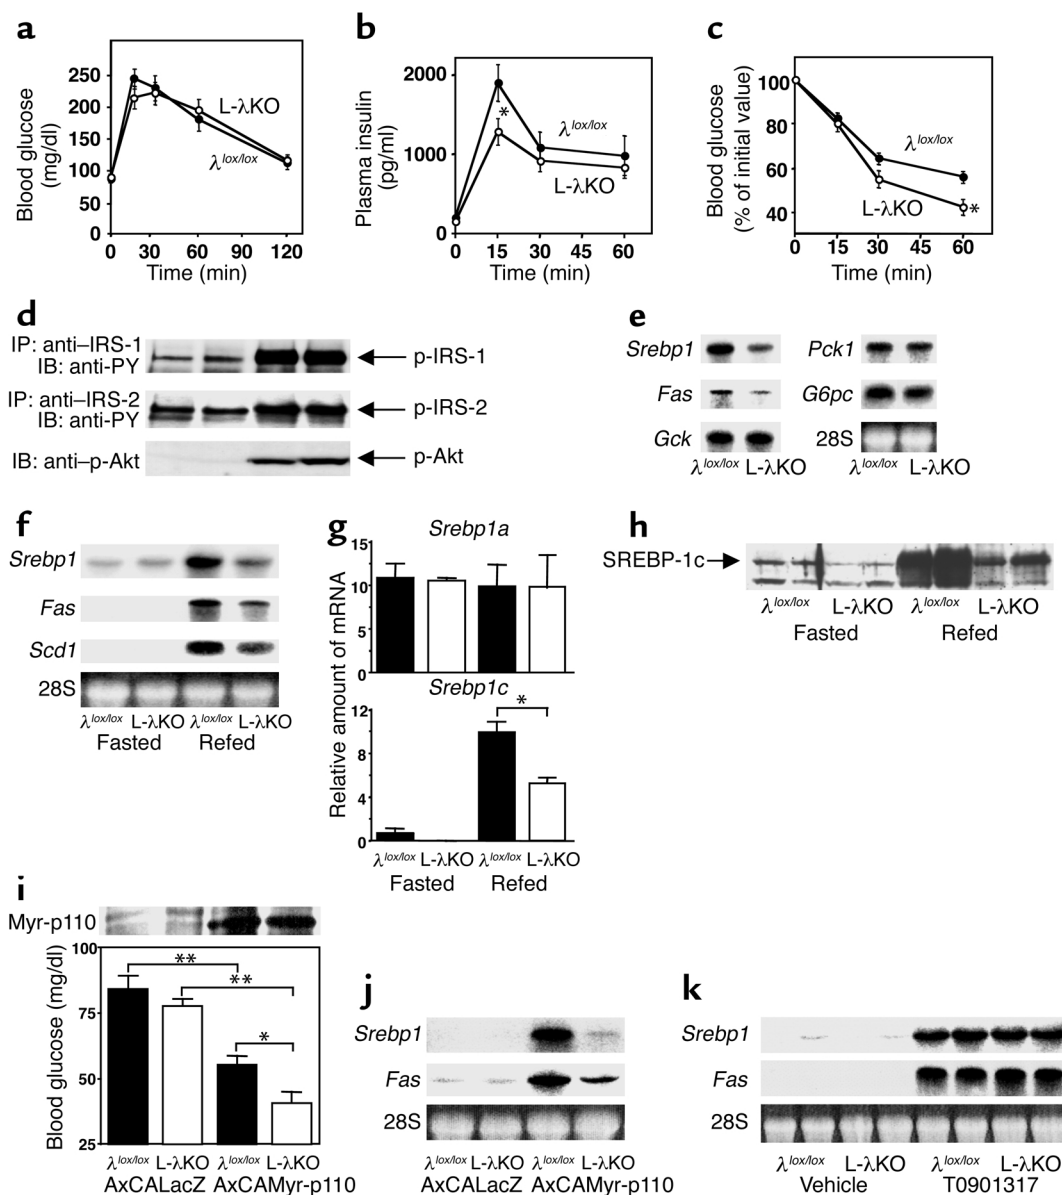 a
250
200
150
100
50
0
Blood glucose
(mg/dl)
L-λKO
λlox/lox
0 30 60 90 120
Time (min)
b
2000
1000
0
Plasma insulin
(pg/ml)
*
λlox/lox
L-λKO
0 15 30 45 60
Time (min)
c
100
80
60
40
Blood glucose
(% of initial value)
λlox/lox
L-λKO
*
0 15 30 45 60
Time (min)
d
IP: anti–IRS-1
IB: anti-PY
p-IRS-1
IP: anti–IRS-2
IB: anti-PY
p-IRS-2
IB: anti–p-Akt
p-Akt
e
Srebp1
Fas
Gck
λlox/lox L-λKO
Pck1
G6pc
28S
λlox/lox L-λKO
f
Srebp1
Fas
Scd1
28S
λlox/lox L-λKO λlox/lox L-λKO
Fasted Refed
g
Relative amount of mRNA
Srebp1a
15
10
5
0
Srebp1c
12
8
4
0
*
λlox/lox L-λKO λlox/lox L-λKO
Fasted Refed
h
SREBP-1c
λlox/lox L-λKO λlox/lox L-λKO
Fasted Refed
i
Myr-p110
100
75
50
25
Blood glucose (mg/dl)
**
**
*
λlox/lox L-λKO λlox/lox L-λKO
AxCALacZ AxCAMyr-p110
j
Srebp1
Fas
28S
λlox/lox L-λKO λlox/lox L-λKO
AxCALacZ AxCAMyr-p110
k
Srebp1
Fas
28S
λlox/lox L-λKO λlox/lox L-λKO
Vehicle T0901317